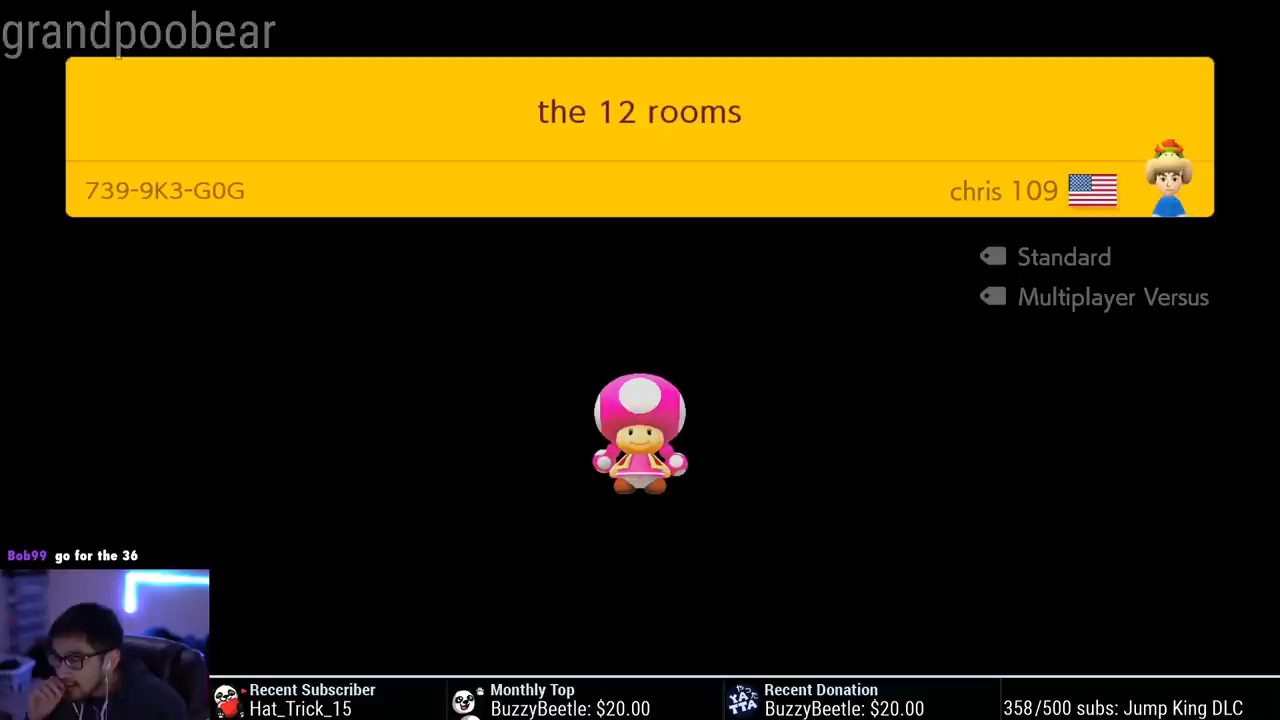 grandpoobear
the 12 rooms
739-9K3-G0G
chris 109
Standard
Multiplayer Versus
Bob99 go for the 36
Recent Subscriber
Hat_Trick_15
Monthly Top
BuzzyBeetle: $20.00
Recent Donation
BuzzyBeetle: $20.00
358/500 subs: Jump King DLC